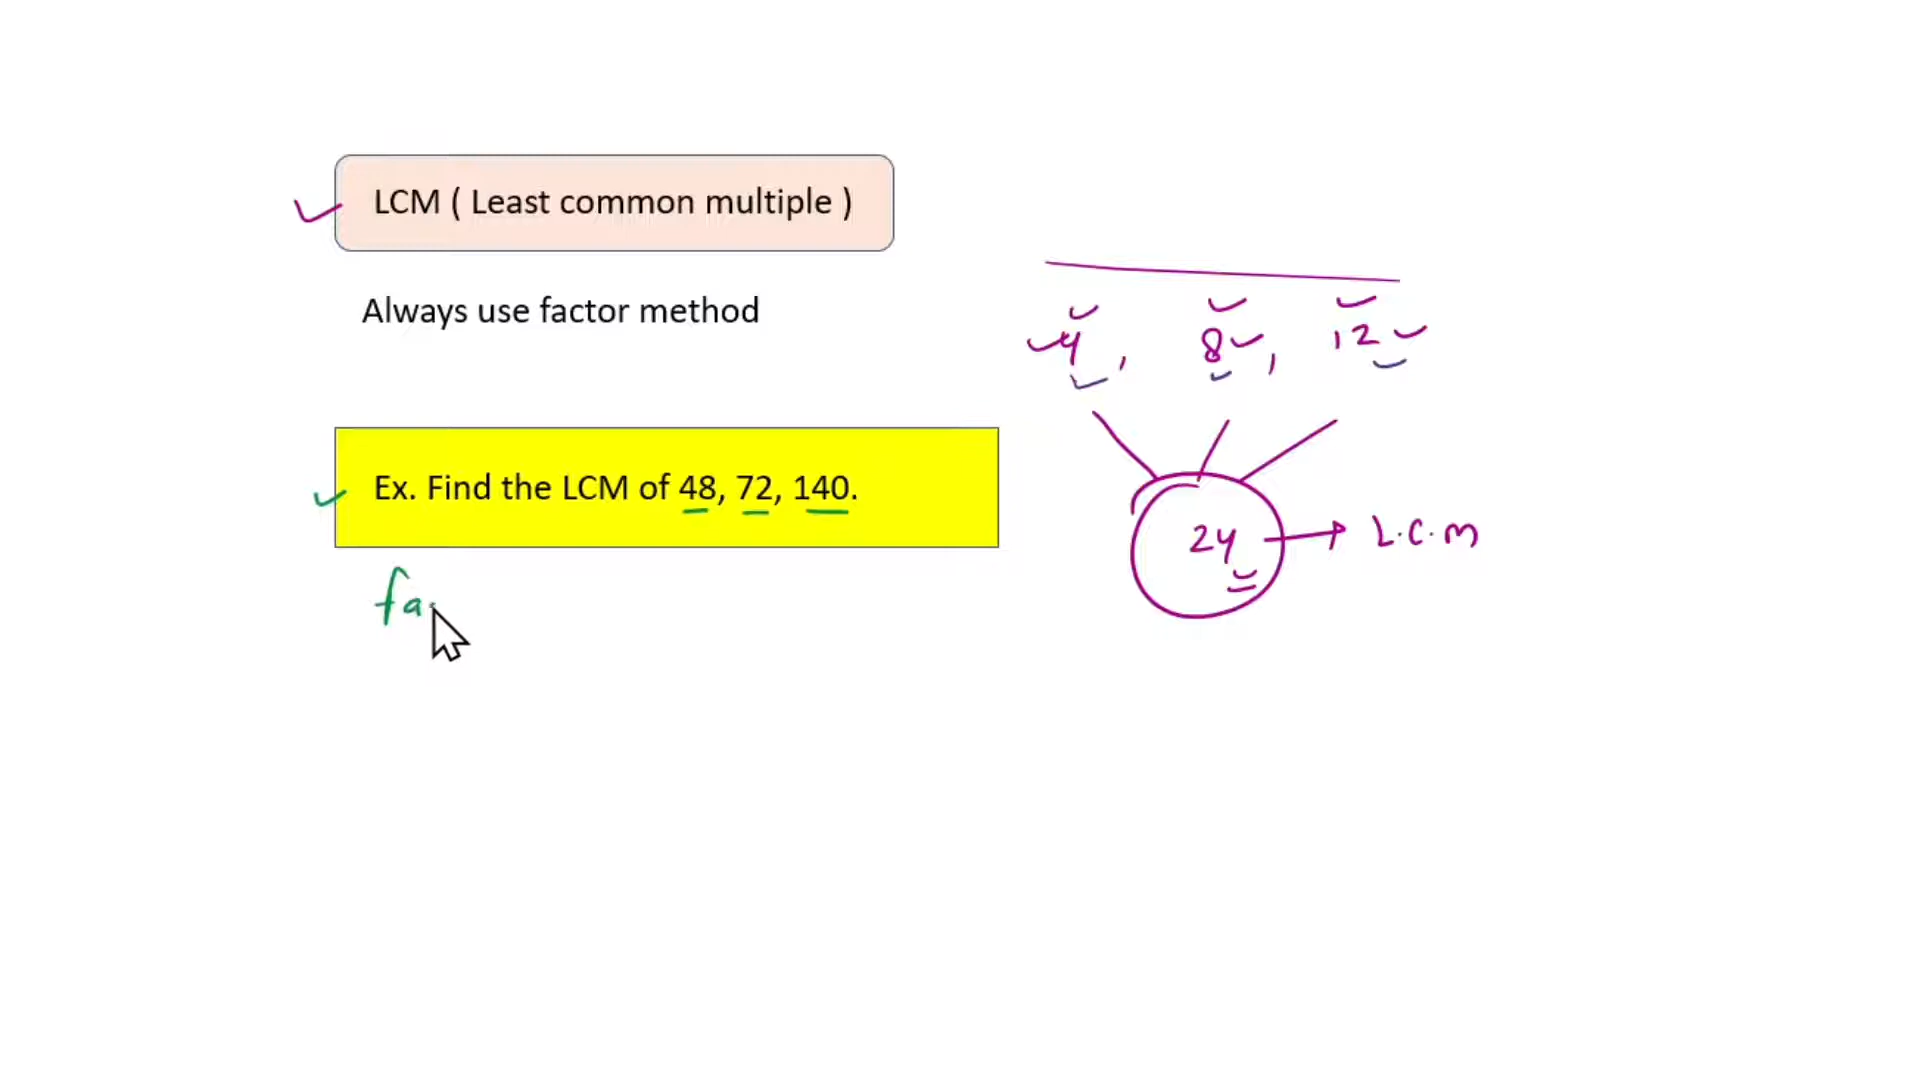 LCM ( Least common multiple )
Always use factor method
4, 8, 12
Ex. Find the LCM of 48, 72, 140.
24 → L.C.M
fa